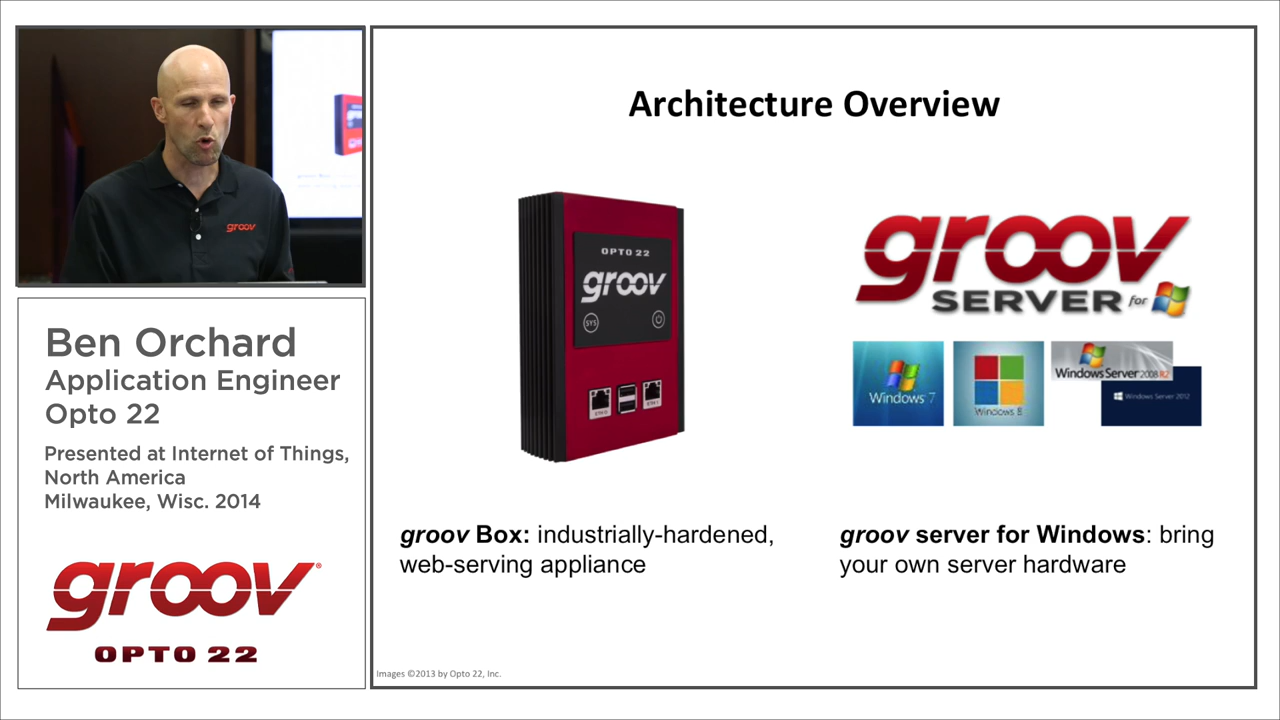 groov
Ben Orchard
Application Engineer
Opto 22
Presented at Internet of Things,
North America
Milwaukee, Wisc. 2014
groov®
OPTO 22
Architecture Overview
OPTO 22
groov
SYS
groov
SERVER for
Windows 7
Windows 8
Windows Server 2008 R2
Windows Server 2012
groov Box: industrially-hardened,
web-serving appliance
groov server for Windows: bring
your own server hardware
Images ©2013 by Opto 22, Inc.